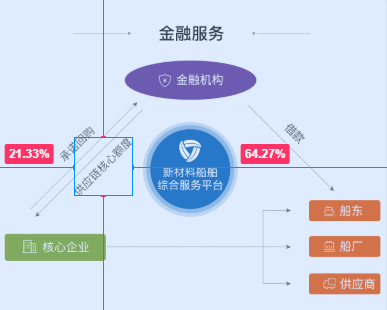 金融服务
金融机构
承诺回购
供应链核心额度
借款
21.33%
64.27%
新材料船舶
综合服务平台
船东
核心企业
船厂
供应商